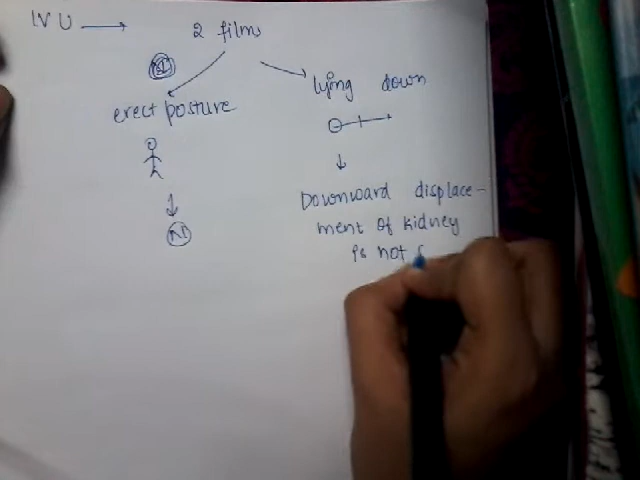 IVU → 2 films
erect posture
lying down
↓
↓
Downward displace-
ment of kidney
is not
N